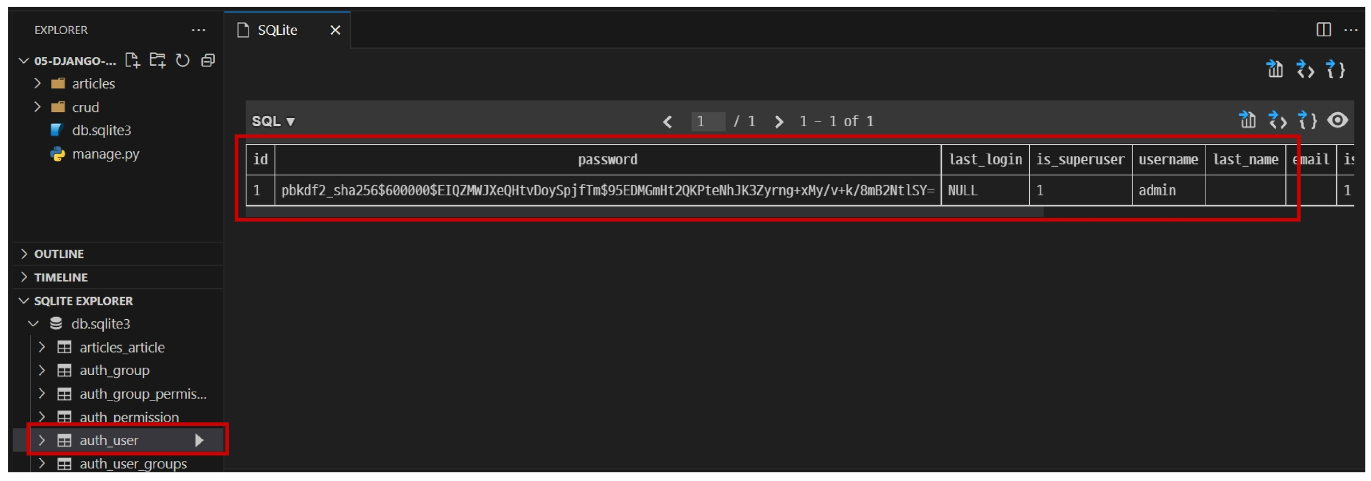 EXPLORER ···
05-DJANGO-...
articles
crud
db.sqlite3
manage.py
OUTLINE
TIMELINE
SQLITE EXPLORER
db.sqlite3
articles_article
auth_group
auth_group_permis...
auth_permission
auth_user
auth_user_groups
SQLite
SQL ▼ 1 / 1 1 - 1 of 1
id password last_login is_superuser username last_name email is
1 pbkdf2_sha256$600000$EIQZMWJXeQHtvDoySpjfTm$95EDMGmHt2QKPteNhJK3Zyrng+xMy/v+k/8mB2NtlSY= NULL 1 admin 1